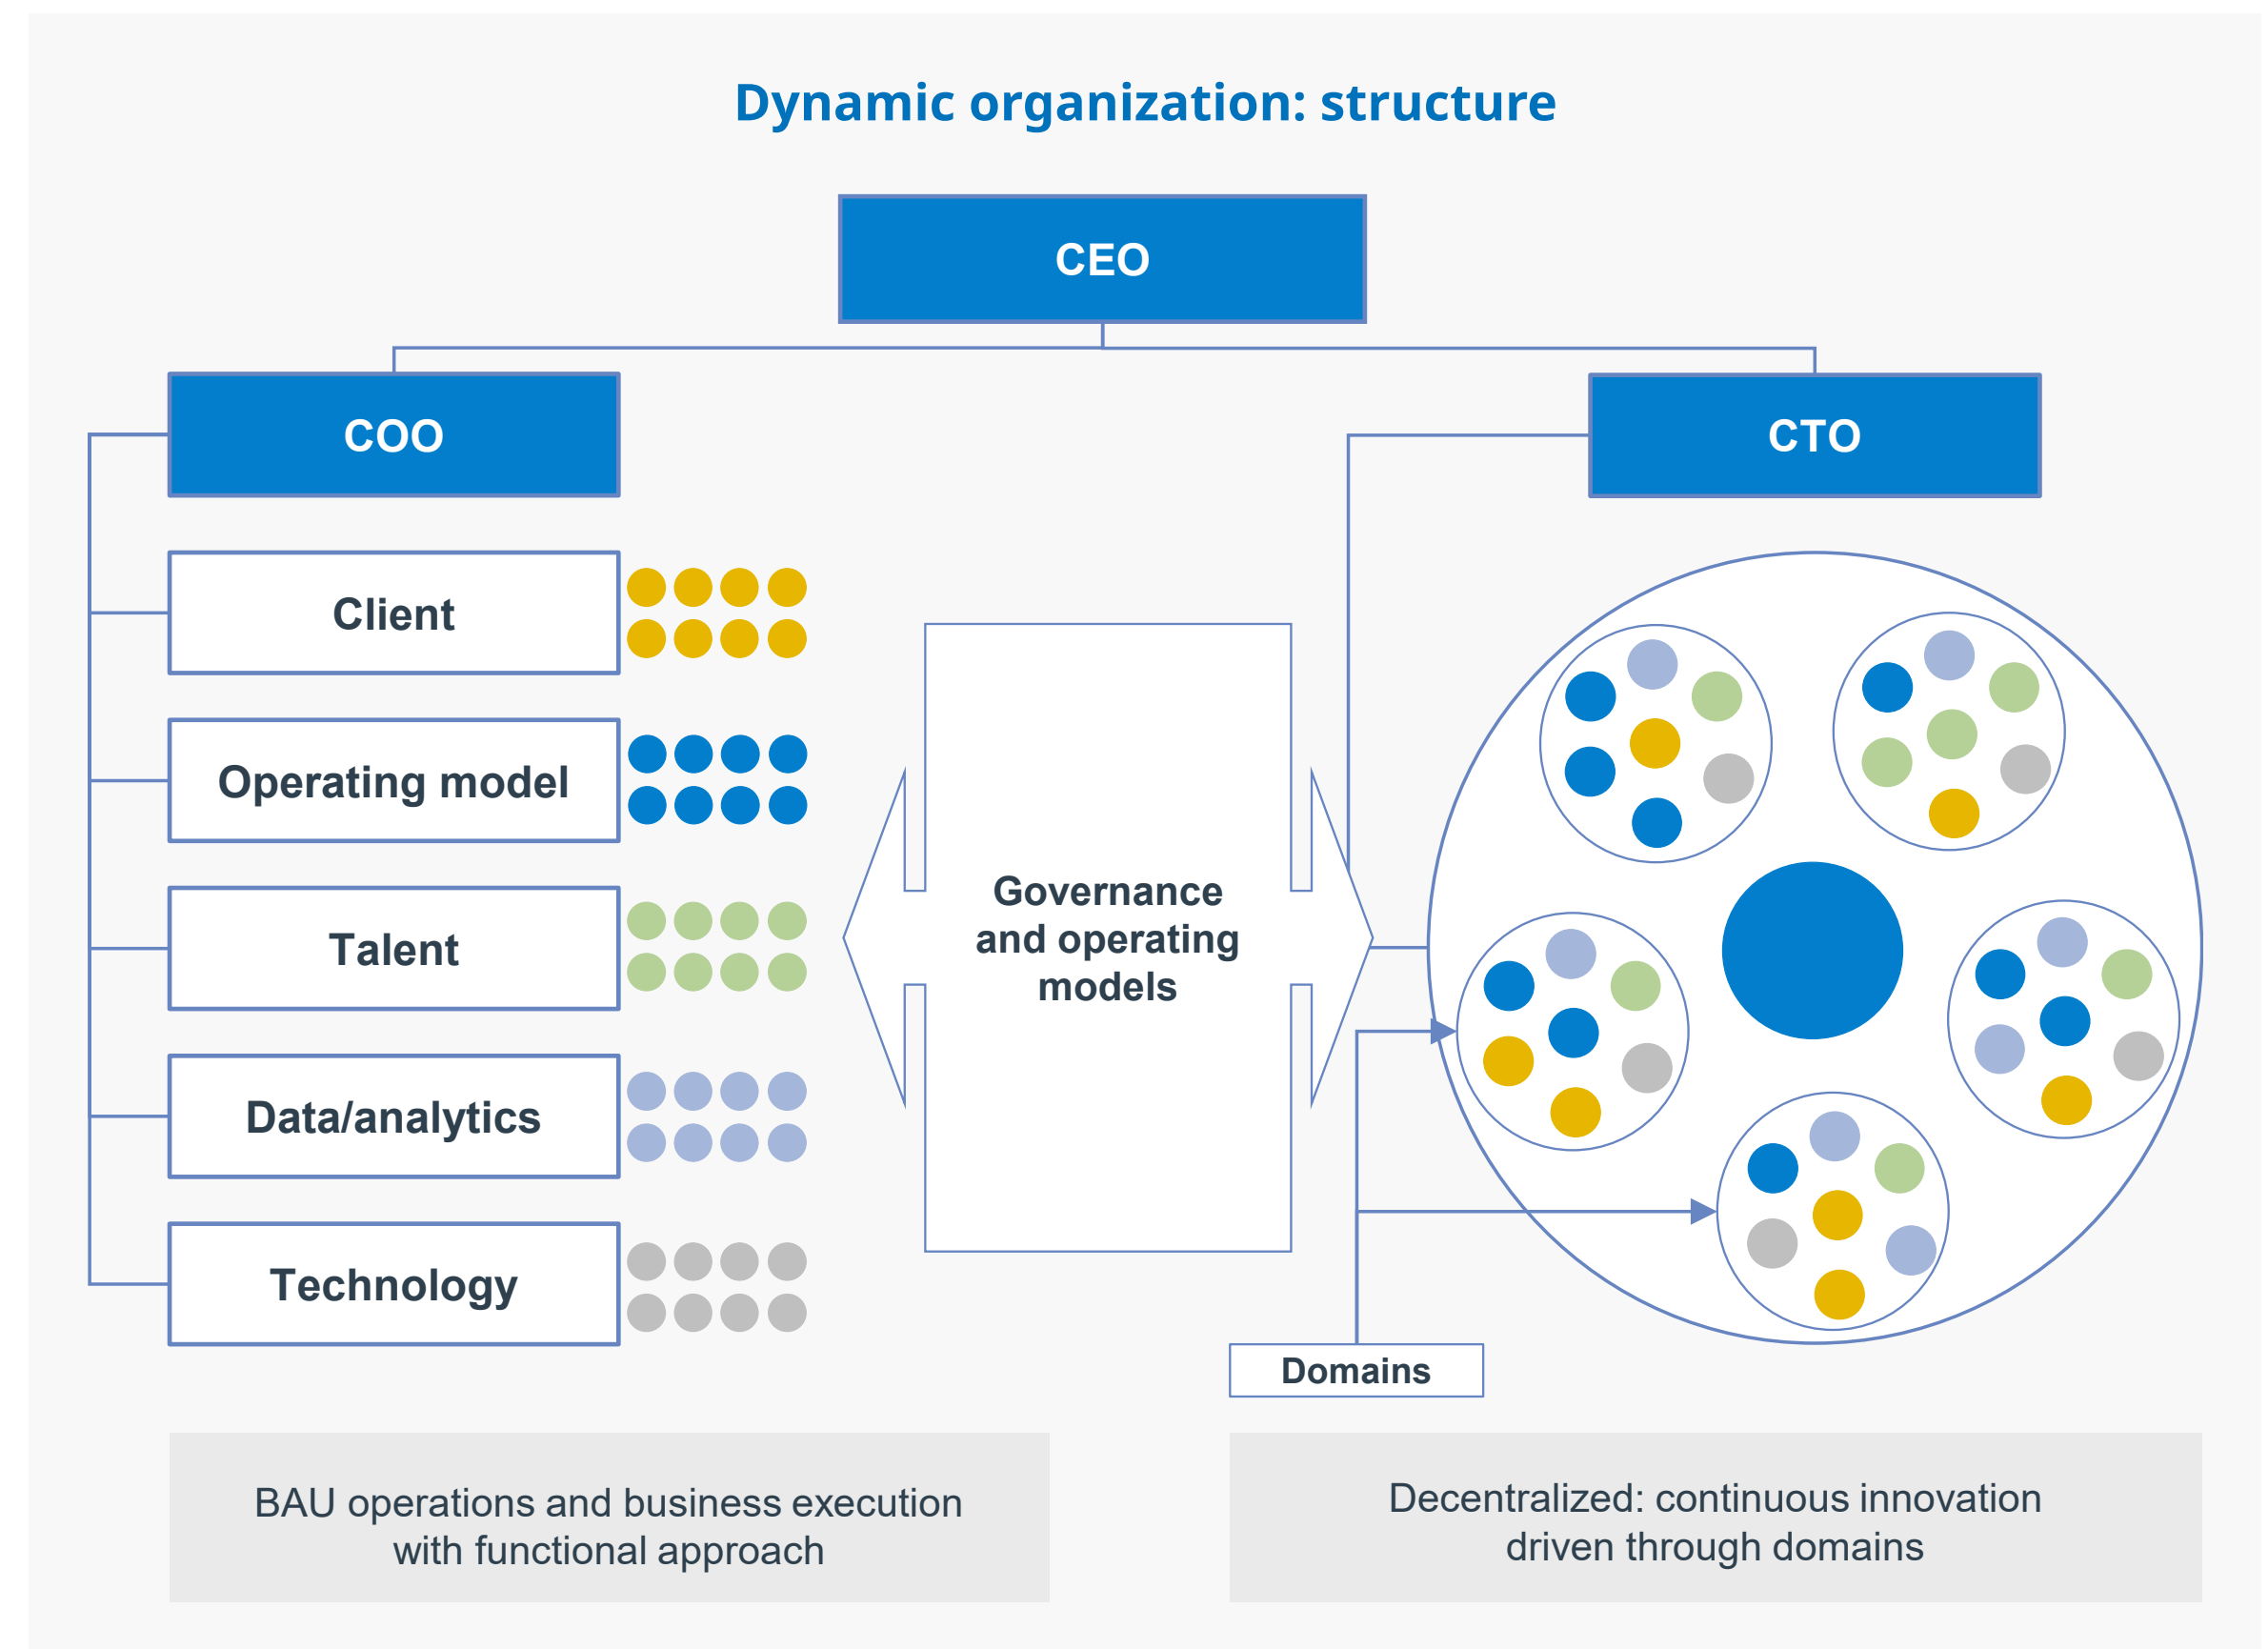 Dynamic organization: structure
CEO
COO
CTO
Client
Operating model
Talent
Data/analytics
Technology
Governance
and operating
models
Domains
BAU operations and business execution
with functional approach
Decentralized: continuous innovation
driven through domains